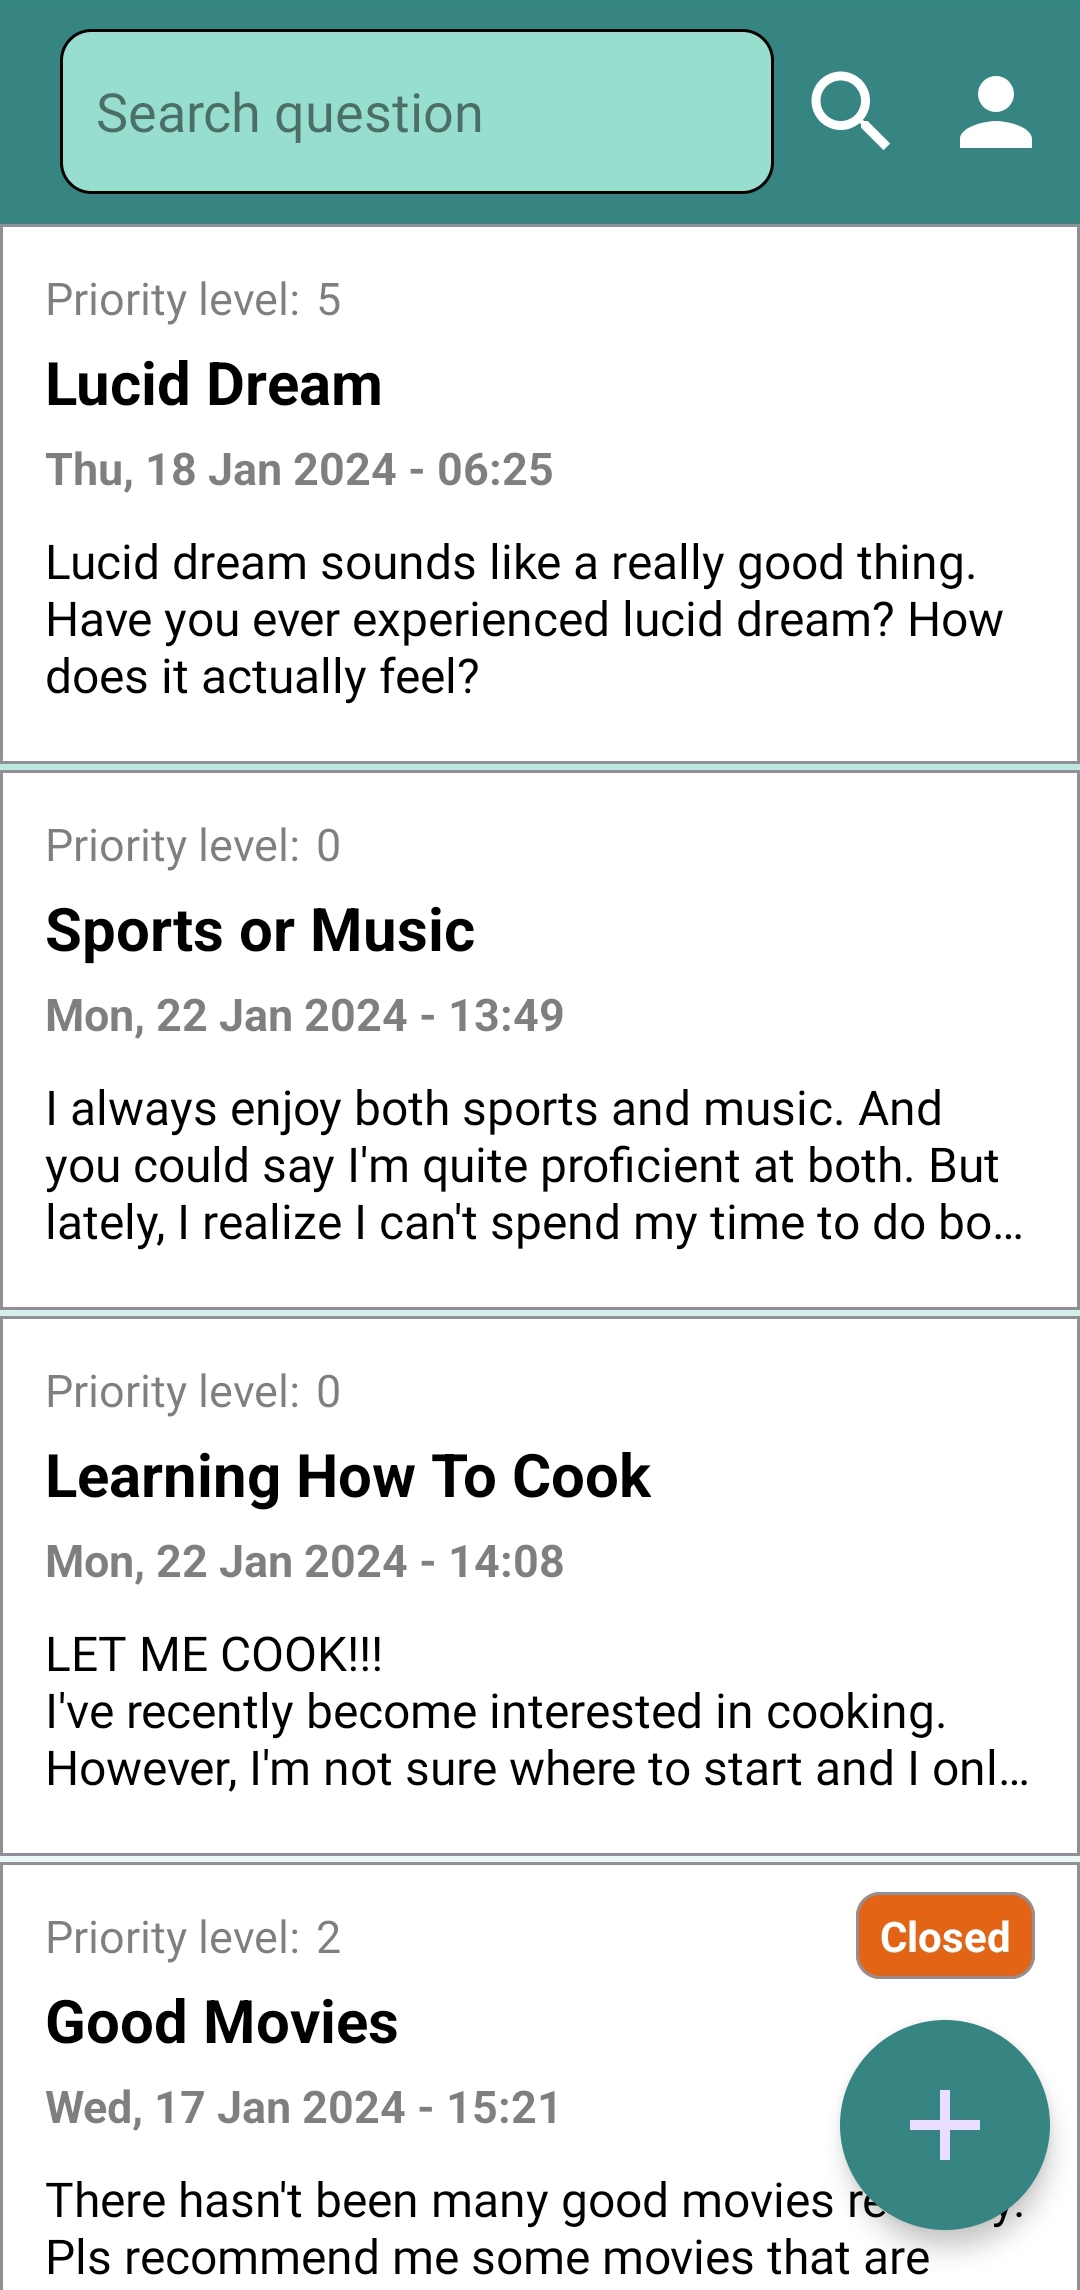 Search question
Priority level: 5
Lucid Dream
Thu, 18 Jan 2024 - 06:25
Lucid dream sounds like a really good thing.
Have you ever experienced lucid dream? How
does it actually feel?
Priority level: 0
Sports or Music
Mon, 22 Jan 2024 - 13:49
I always enjoy both sports and music. And
you could say I'm quite proficient at both. But
lately, I realize I can't spend my time to do bo...
Priority level: 0
Learning How To Cook
Mon, 22 Jan 2024 - 14:08
LET ME COOK!!!
I've recently become interested in cooking.
However, I'm not sure where to start and I onl...
Priority level: 2
Closed
Good Movies
Wed, 17 Jan 2024 - 15:21
There hasn't been many good movies
Pls recommend me some movies that are